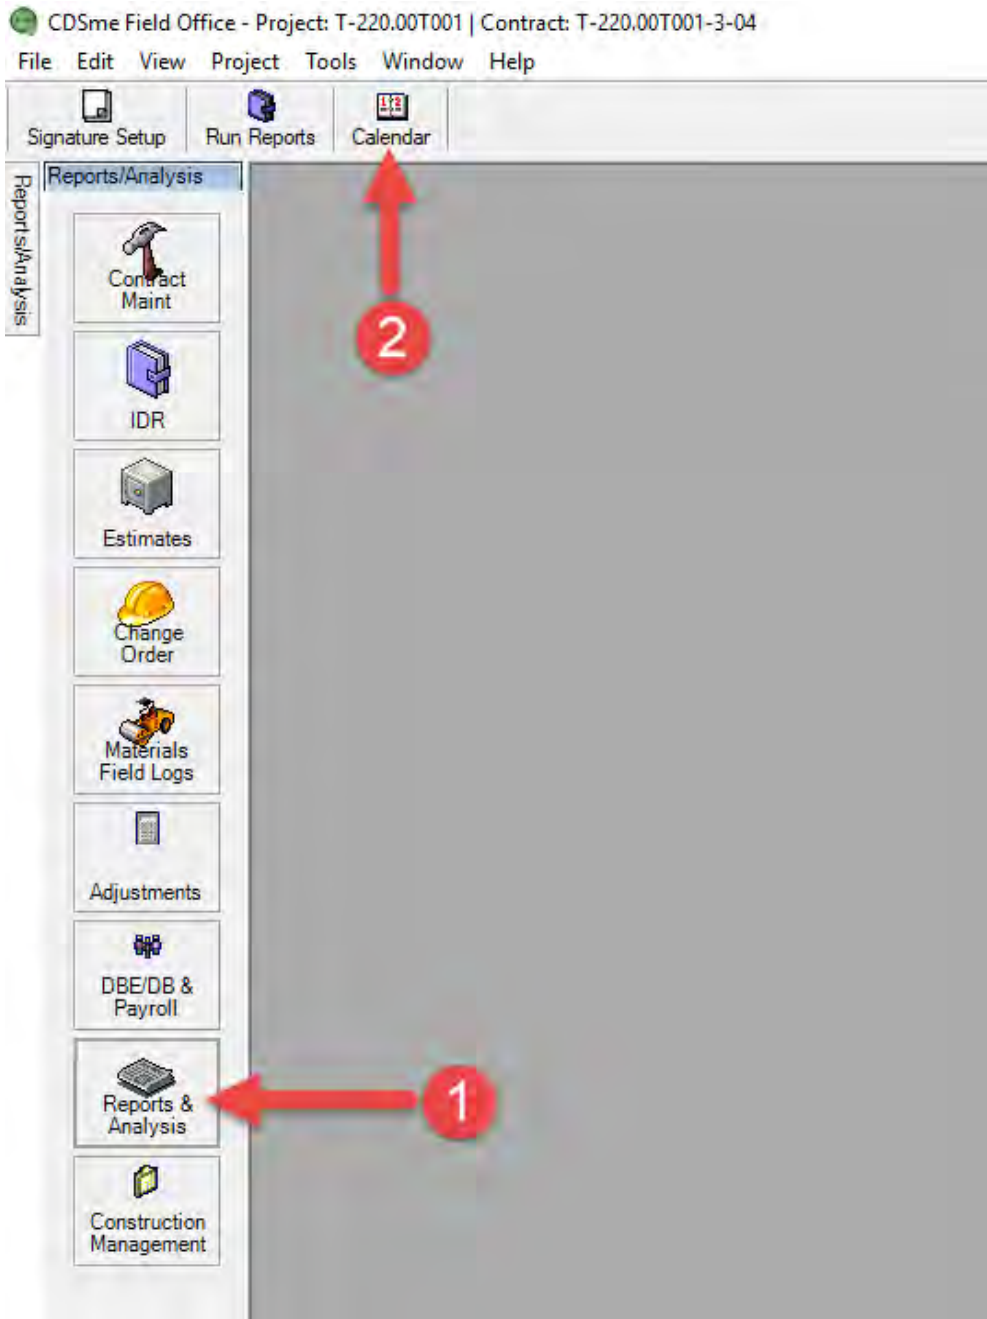 CDSme Field Office - Project: T-220.00T001 | Contract: T-220.00T001-3-04
File Edit View Project Tools Window Help
Signature Setup Run Reports Calendar
Reports/Analysis
Reports/Analysis
Contract
Maint
2
IDR
Estimates
Change
Order
Materials
Field Logs
Adjustments
DBE/DB &
Payroll
Reports &
Analysis
1
Construction
Management